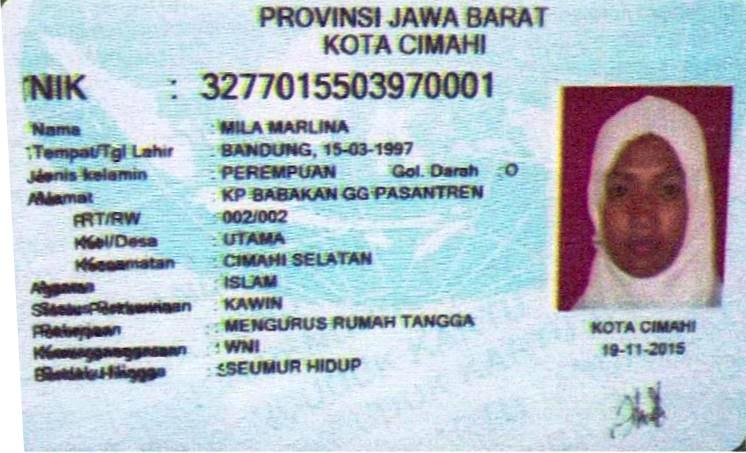 PROVINSI JAWA BARAT
KOTA CIMAHI
NIK : 3277015503970001
Nama : MILA MARLINA
Tempat/Tgl Lahir : BANDUNG, 15-03-1997
Jenis kelamin : PEREMPUAN Gol. Darah : O
Alamat : KP BABAKAN GG PASANTREN
RT/RW : 002/002
Kel/Desa : UTAMA
Kecamatan : CIMAHI SELATAN
Agama : ISLAM
Status Perkawinan : KAWIN
Pekerjaan : MENGURUS RUMAH TANGGA
Kewarganegaraan : WNI
Berlaku Hingga : SEUMUR HIDUP
KOTA CIMAHI
19-11-2015